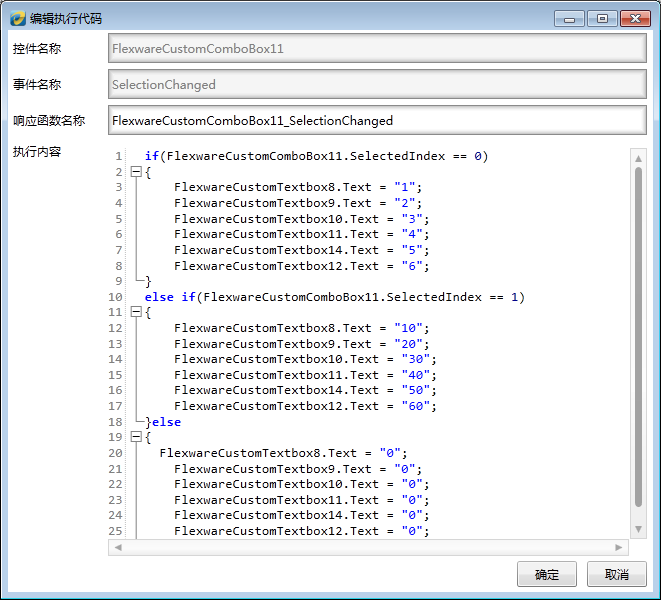 编辑执行代码
控件名称 FlexwareCustomComboBox11
事件名称 SelectionChanged
响应函数名称 FlexwareCustomComboBox11_SelectionChanged
执行内容
1 if(FlexwareCustomComboBox11.SelectedIndex == 0)
2 {
3 FlexwareCustomTextbox8.Text = "1";
4 FlexwareCustomTextbox9.Text = "2";
5 FlexwareCustomTextbox10.Text = "3";
6 FlexwareCustomTextbox11.Text = "4";
7 FlexwareCustomTextbox14.Text = "5";
8 FlexwareCustomTextbox12.Text = "6";
9 }
10 else if(FlexwareCustomComboBox11.SelectedIndex == 1)
11 {
12 FlexwareCustomTextbox8.Text = "10";
13 FlexwareCustomTextbox9.Text = "20";
14 FlexwareCustomTextbox10.Text = "30";
15 FlexwareCustomTextbox11.Text = "40";
16 FlexwareCustomTextbox14.Text = "50";
17 FlexwareCustomTextbox12.Text = "60";
18 }else
19 {
20 FlexwareCustomTextbox8.Text = "0";
21 FlexwareCustomTextbox9.Text = "0";
22 FlexwareCustomTextbox10.Text = "0";
23 FlexwareCustomTextbox11.Text = "0";
24 FlexwareCustomTextbox14.Text = "0";
25 FlexwareCustomTextbox12.Text = "0";
确定 取消